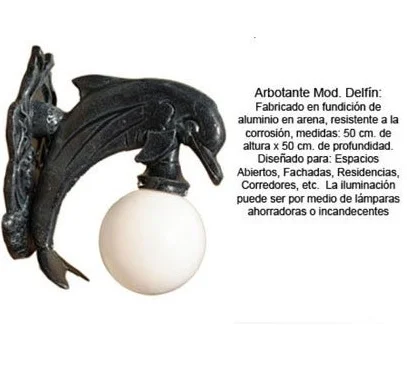 Arbotante Mod. Delfín:
Fabricado en fundición de
aluminio en arena, resistente a la
corrosión, medidas: 50 cm. de
altura x 50 cm. de profundidad.
Diseñado para: Espacios
Abiertos, Fachadas, Residencias,
Corredores, etc. La iluminación
puede ser por medio de lámparas
ahorradoras o incandecentes